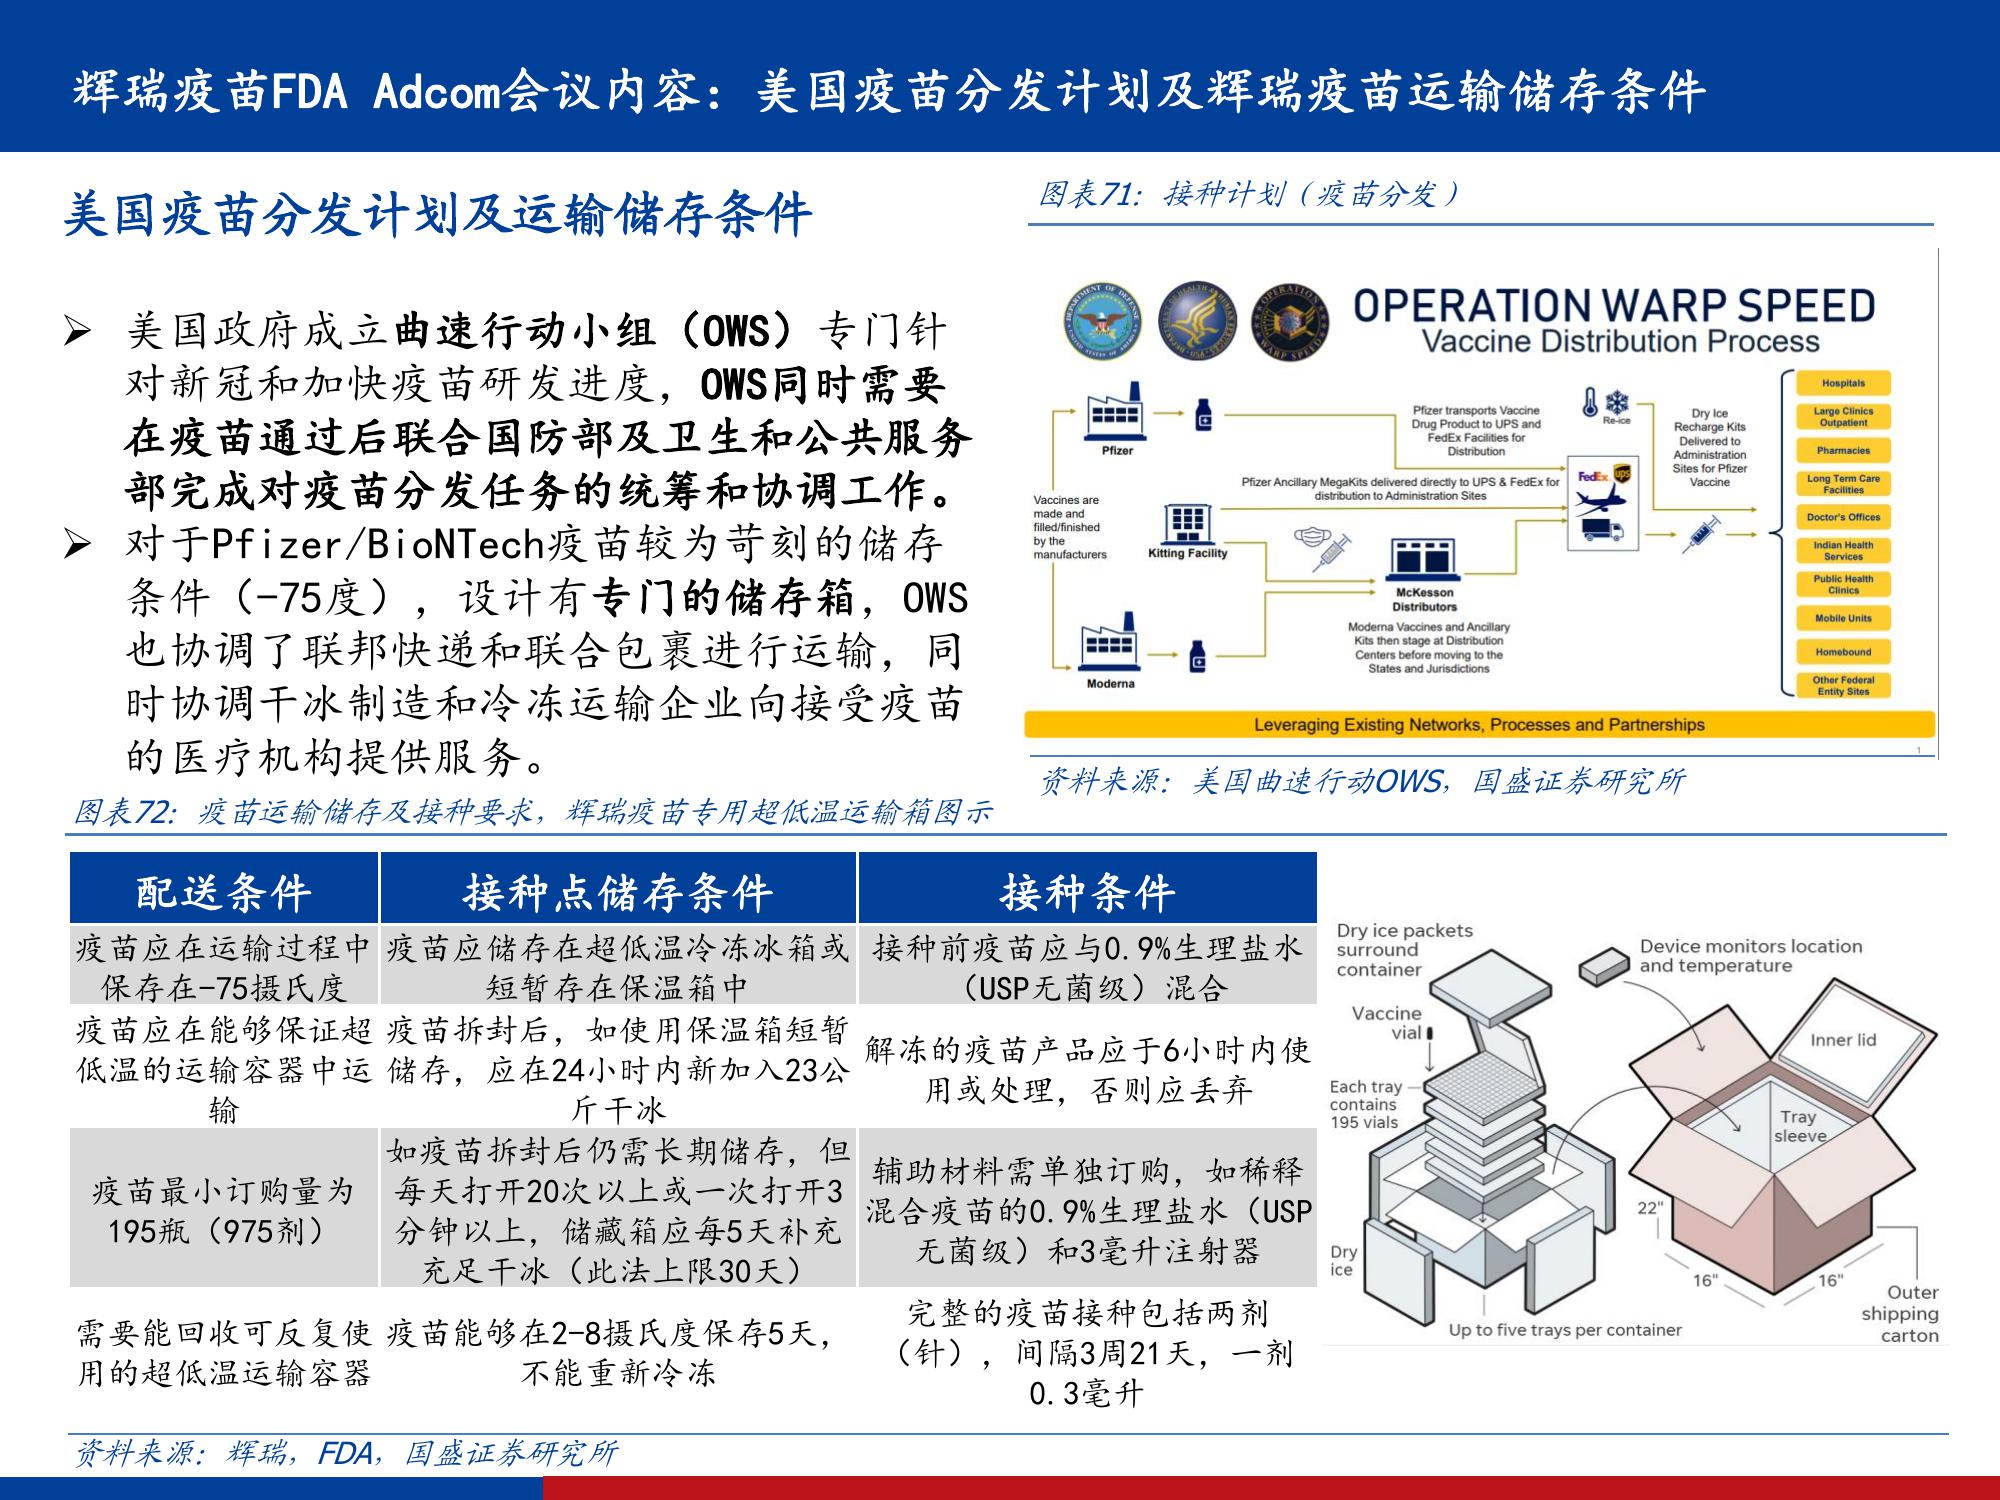 辉瑞疫苗FDA Adcom会议内容：美国疫苗分发计划及辉瑞疫苗运输储存条件
美国疫苗分发计划及运输储存条件
➢ 美国政府成立曲速行动小组（OWS）专门针
对新冠和加快疫苗研发进度，OWS同时需要
在疫苗通过后联合国防部及卫生和公共服务
部完成对疫苗分发任务的统筹和协调工作。
➢ 对于Pfizer/BioNTech疫苗较为苛刻的储存
条件（-75度），设计有专门的储存箱，OWS
也协调了联邦快递和联合包裹进行运输，同
时协调干冰制造和冷冻运输企业向接受疫苗
的医疗机构提供服务。
图表71：接种计划（疫苗分发）
OPERATION WARP SPEED
Vaccine Distribution Process
Pfizer
Vaccines are
made and
filled/finished
by the
manufacturers
Moderna
Kitting Facility
Pfizer transports Vaccine
Drug Product to UPS and
FedEx Facilities for
Distribution
Pfizer Ancillary MegaKits delivered directly to UPS & FedEx for
distribution to Administration Sites
McKesson
Distributors
Moderna Vaccines and Ancillary
Kits then stage at Distribution
Centers before moving to the
States and Jurisdictions
Re-ice
FedEx
UPS
Dry Ice
Recharge Kits
Delivered to
Administration
Sites for Pfizer
Vaccine
Hospitals
Large Clinics
Outpatient
Pharmacies
Long Term Care
Facilities
Doctor's Offices
Indian Health
Services
Public Health
Clinics
Mobile Units
Homebound
Other Federal
Entity Sites
Leveraging Existing Networks, Processes and Partnerships
1
资料来源：美国曲速行动OWS，国盛证券研究所
图表72：疫苗运输储存及接种要求，辉瑞疫苗专用超低温运输箱图示
配送条件
接种点储存条件
接种条件
疫苗应在运输过程中
保存在-75摄氏度
疫苗应储存在超低温冷冻冰箱或
短暂存在保温箱中
接种前疫苗应与0.9%生理盐水
（USP无菌级）混合
疫苗应在能够保证超
低温的运输容器中运
输
疫苗拆封后，如使用保温箱短暂
储存，应在24小时内新加入23公
斤干冰
解冻的疫苗产品应于6小时内使
用或处理，否则应丢弃
疫苗最小订购量为
195瓶（975剂）
如疫苗拆封后仍需长期储存，但
每天打开20次以上或一次打开3
分钟以上，储藏箱应每5天补充
充足干冰（此法上限30天）
辅助材料需单独订购，如稀释
混合疫苗的0.9%生理盐水（USP
无菌级）和3毫升注射器
需要能回收可反复使
用的超低温运输容器
疫苗能够在2-8摄氏度保存5天，
不能重新冷冻
完整的疫苗接种包括两剂
（针），间隔3周21天，一剂
0.3毫升
Dry ice packets
surround
container
Vaccine
vial
Each tray
contains
195 vials
Dry
ice
Up to five trays per container
Device monitors location
and temperature
Inner lid
Tray
sleeve
22"
16"
16"
Outer
shipping
carton
资料来源：辉瑞，FDA，国盛证券研究所